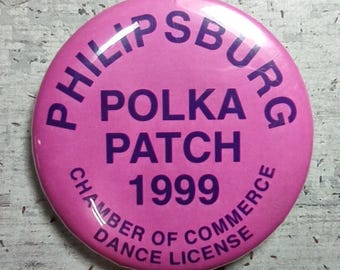 PHILIPSBURG
POLKA
PATCH
1999
CHAMBER OF COMMERCE
DANCE LICENSE